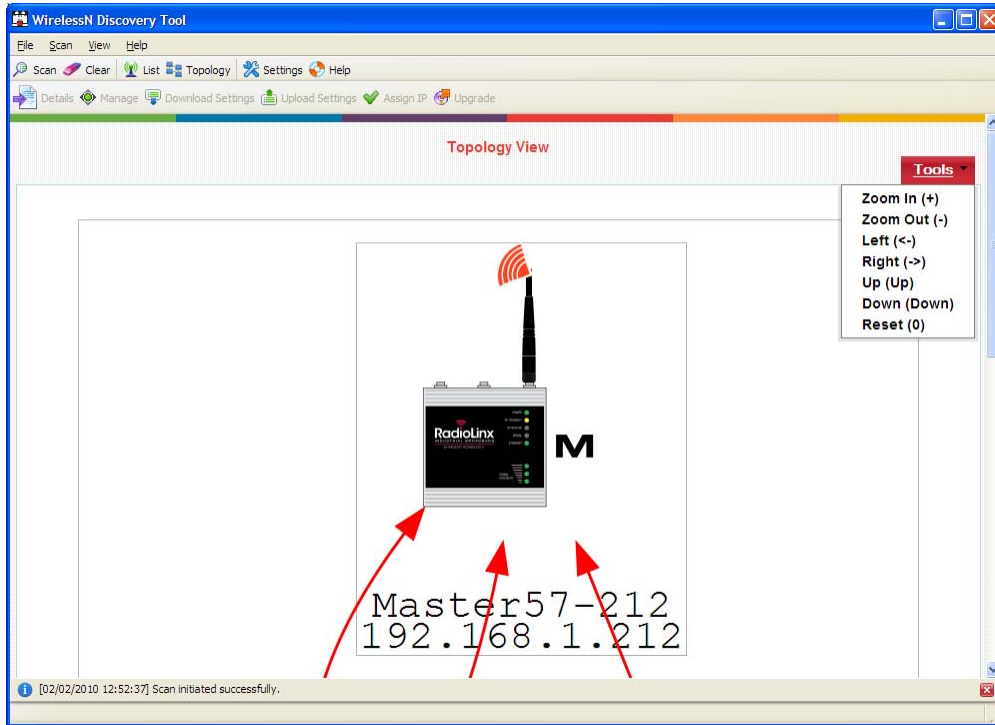 WirelessN Discovery Tool
File Scan View Help
Scan Clear List Topology Settings Help
Details Manage Download Settings Upload Settings Assign IP Upgrade
Topology View
Tools
Zoom In (+)
Zoom Out (-)
Left (<-)
Right (->)
Up (Up)
Down (Down)
Reset (0)
RadioLinx
INDUSTRIAL BROADBAND
M
Master57-212
192.168.1.212
[02/02/2010 12:52:37] Scan initiated successfully.